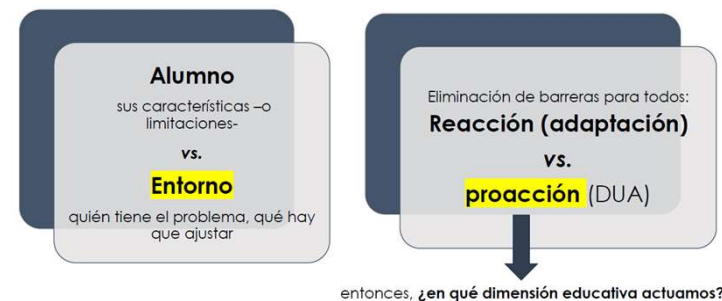 Alumno
sus características –o
limitaciones-
vs.
Entorno
quién tiene el problema, qué hay
que ajustar
Eliminación de barreras para todos:
Reacción (adaptación)
vs.
proacción (DUA)
entonces, ¿en qué dimensión educativa actuamos?